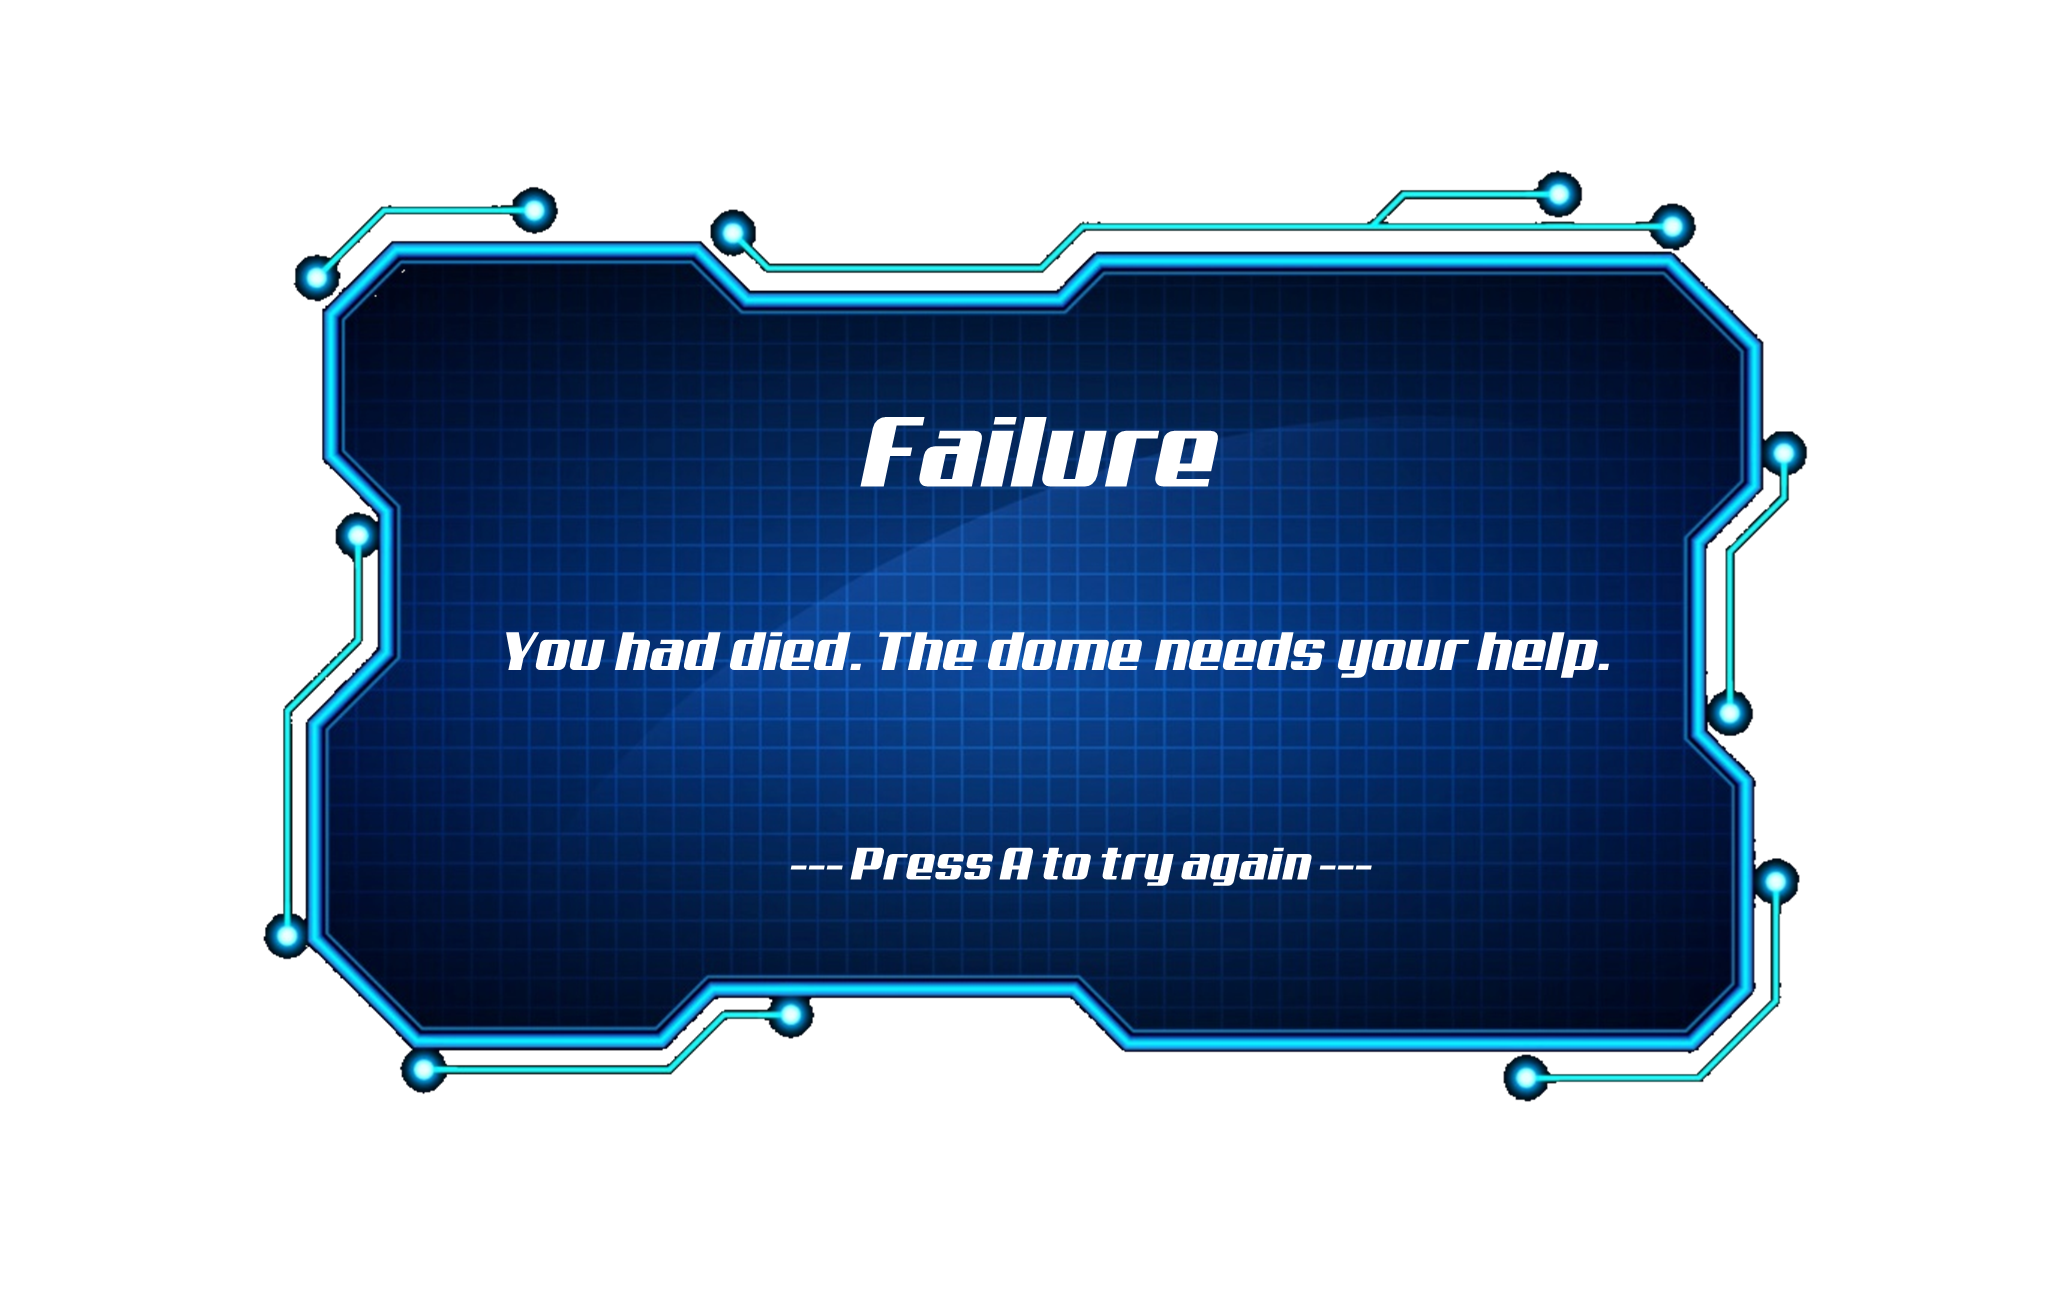 Failure
You had died. The dome needs your help.
--- Press A to try again ---